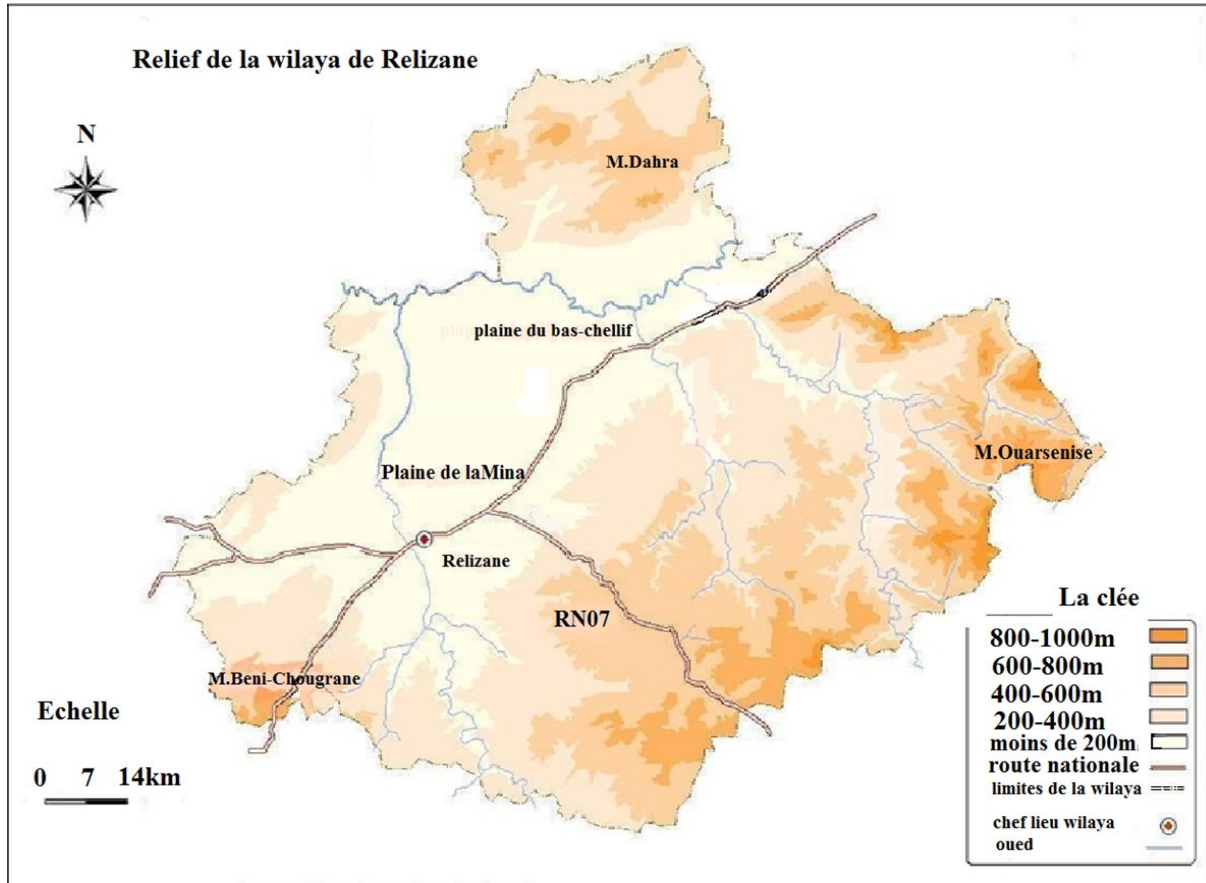 Relief de la wilaya de Relizane
N
M.Dahra
plaine du bas-chellif
M.Ouarsenise
Plaine de laMina
Relizane
RN07
M.Beni-Chougrane
Echelle
0 7 14km
La clée
800-1000m
600-800m
400-600m
200-400m
moins de 200m
route nationale
limites de la wilaya
chef lieu wilaya
oued